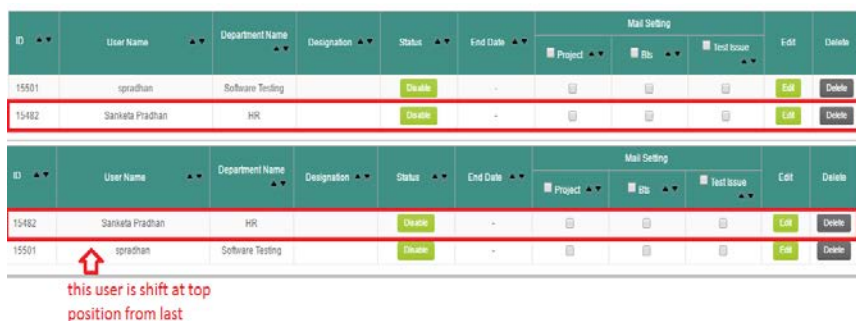 Mail Setting
ID User Name Department Name Designation Status End Date Project Bts Test Issue Edit Delete
15501 spradhan Software Testing Disable - Edit Delete
15482 Sanketa Pradhan HR Disable - Edit Delete
Mail Setting
ID User Name Department Name Designation Status End Date Project Bts Test Issue Edit Delete
15482 Sanketa Pradhan HR Disable - Edit Delete
15501 spradhan Software Testing Disable - Edit Delete
this user is shift at top
position from last